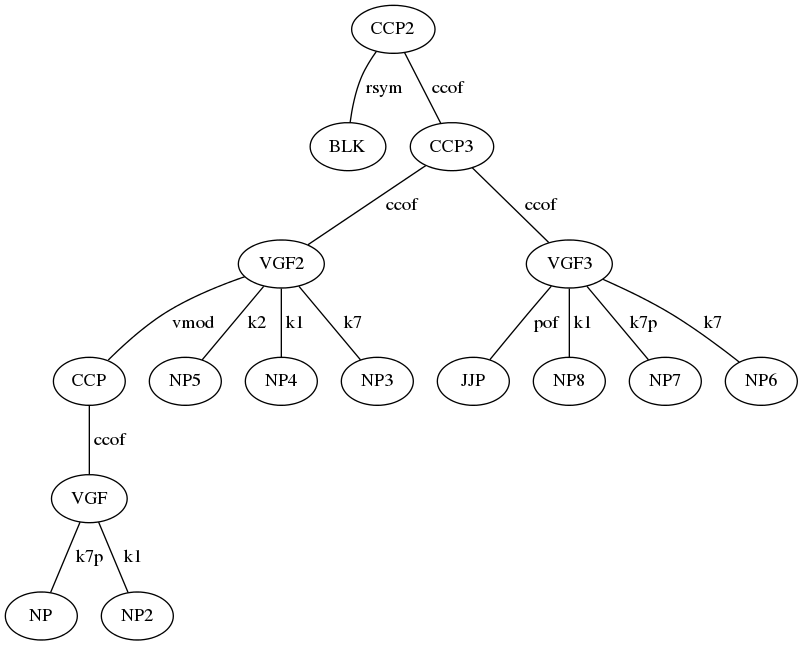 CCP2
rsym ccof
BLK CCP3
ccof ccof
VGF2 VGF3
vmod k2 k1 k7 pof k1 k7p k7
CCP NP5 NP4 NP3 JJP NP8 NP7 NP6
ccof
VGF
k7p k1
NP NP2